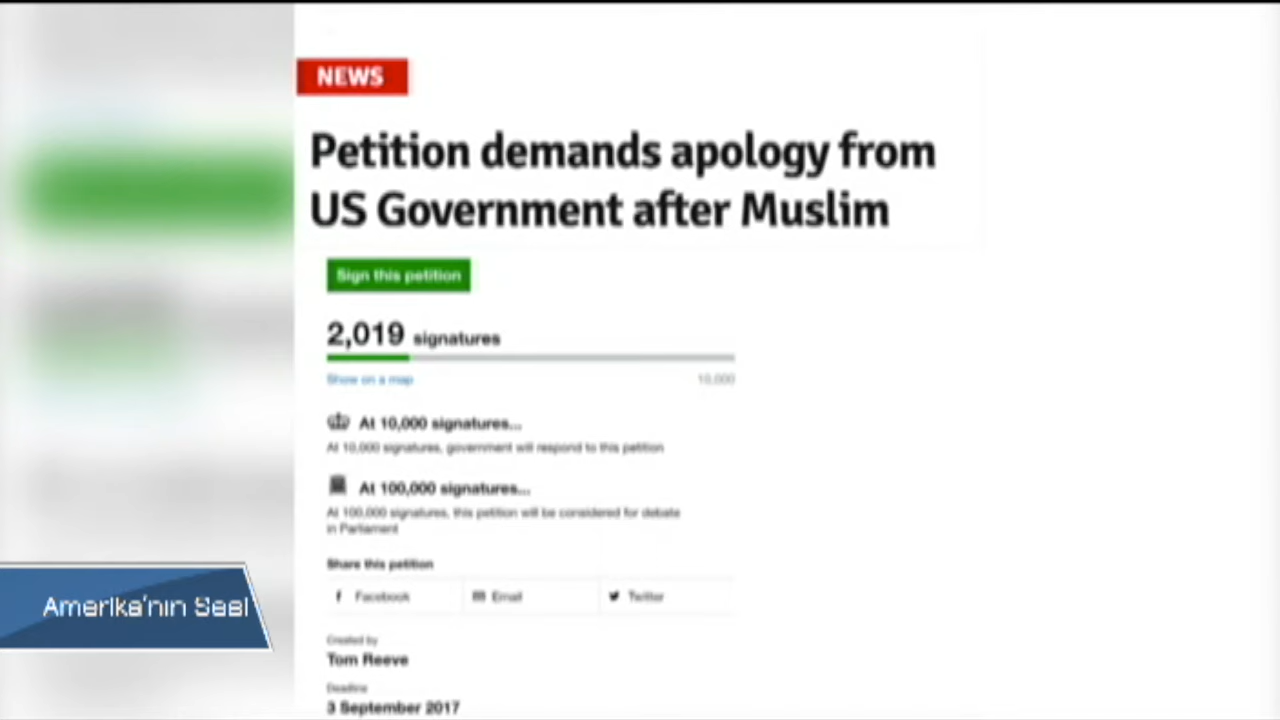 NEWS
Petition demands apology from
US Government after Muslim
Sign this petition
2,019 signatures
Show on a map
10,000
At 10,000 signatures...
At 10,000 signatures, government will respond to this petition
At 100,000 signatures...
At 100,000 signatures, this petition will be considered for debate
in Parliament
Share this petition
Facebook
Email
Twitter
Created by
Tom Reeve
Deadline
3 September 2017
Amerika'nın Sesi